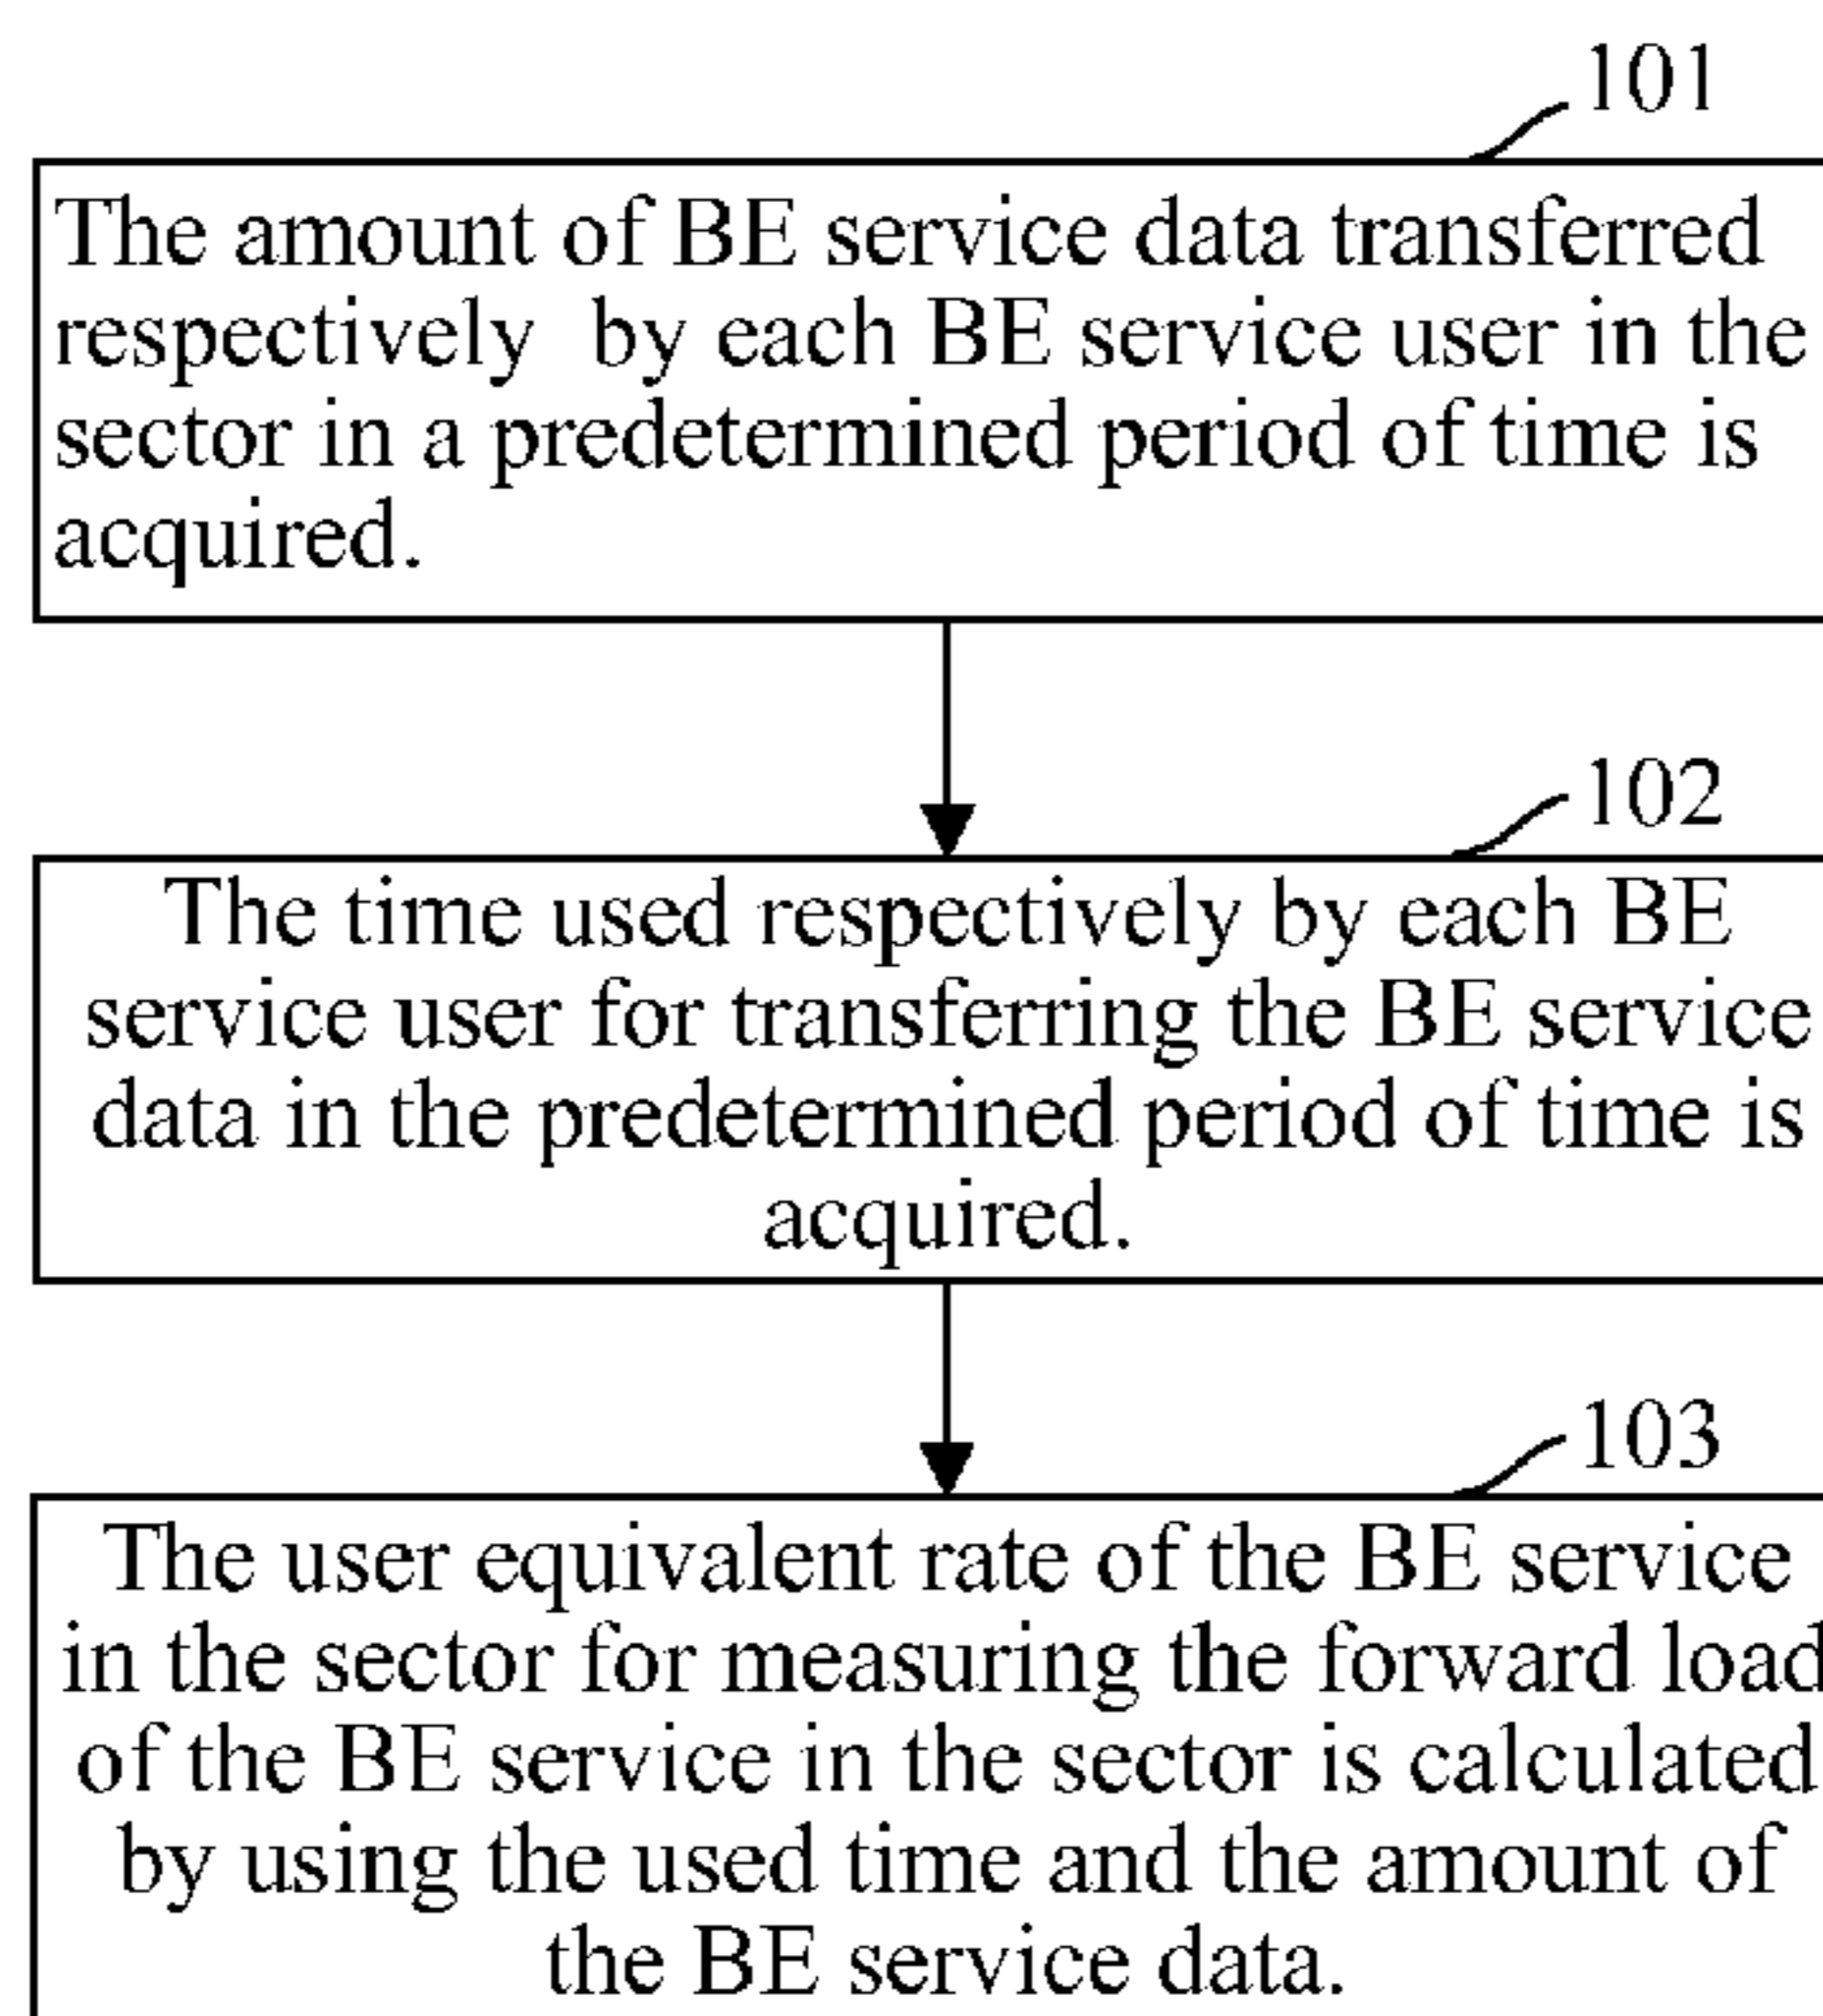 101
The amount of BE service data transferred
respectively by each BE service user in the
sector in a predetermined period of time is
acquired.
102
The time used respectively by each BE
service user for transferring the BE service
data in the predetermined period of time is
acquired.
103
The user equivalent rate of the BE service
in the sector for measuring the forward load
of the BE service in the sector is calculated
by using the used time and the amount of
the BE service data.